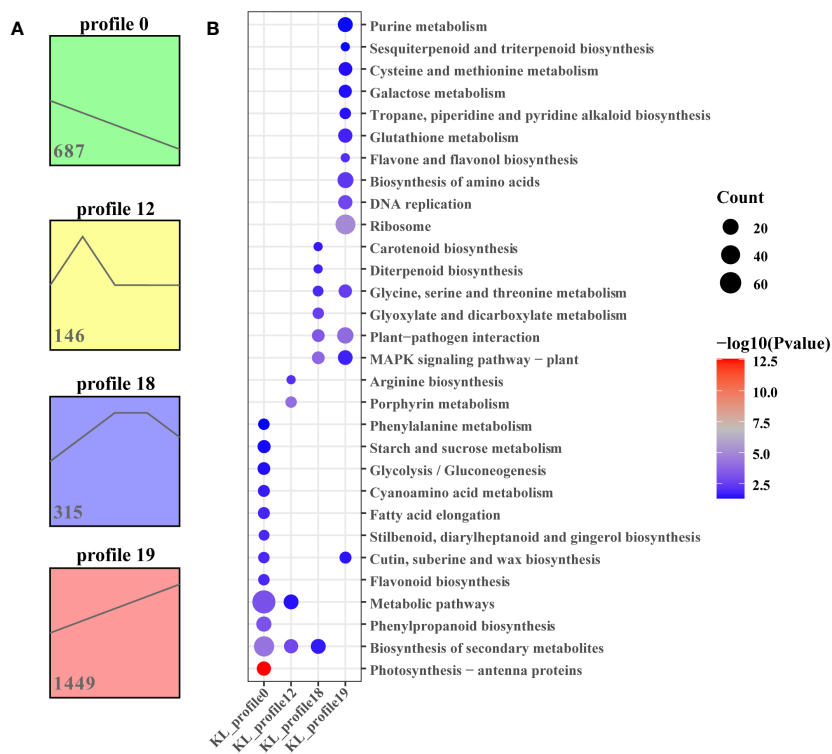 A
profile 0
687
profile 12
146
profile 18
315
profile 19
1449
B
Purine metabolism
Sesquiterpenoid and triterpenoid biosynthesis
Cysteine and methionine metabolism
Galactose metabolism
Tropane, piperidine and pyridine alkaloid biosynthesis
Glutathione metabolism
Flavone and flavonol biosynthesis
Biosynthesis of amino acids
DNA replication
Ribosome
Carotenoid biosynthesis
Diterpenoid biosynthesis
Glycine, serine and threonine metabolism
Glyoxylate and dicarboxylate metabolism
Plant−pathogen interaction
MAPK signaling pathway − plant
Arginine biosynthesis
Porphyrin metabolism
Phenylalanine metabolism
Starch and sucrose metabolism
Glycolysis / Gluconeogenesis
Cyanoamino acid metabolism
Fatty acid elongation
Stilbenoid, diarylheptanoid and gingerol biosynthesis
Cutin, suberine and wax biosynthesis
Flavonoid biosynthesis
Metabolic pathways
Phenylpropanoid biosynthesis
Biosynthesis of secondary metabolites
Photosynthesis − antenna proteins
KL_profile0
KL_profile12
KL_profile18
KL_profile19
Count
20
40
60
−log10(Pvalue)
12.5
10.0
7.5
5.0
2.5